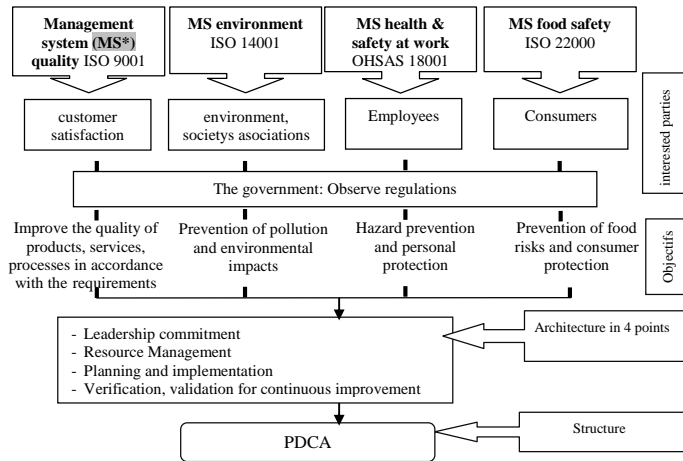 Management
system (MS*)
quality ISO 9001
MS environment
ISO 14001
MS health &
safety at work
OHSAS 18001
MS food safety
ISO 22000
customer
satisfaction
environment,
societys asociations
Employees
Consumers
interested parties
The government: Observe regulations
Improve the quality of
products, services,
processes in accordance
with the requirements
Prevention of pollution
and environmental
impacts
Hazard prevention
and personal
protection
Prevention of food
risks and consumer
protection
Objectifs
- Leadership commitment
- Resource Management
- Planning and implementation
- Verification, validation for continuous improvement
Architecture in 4 points
PDCA
Structure